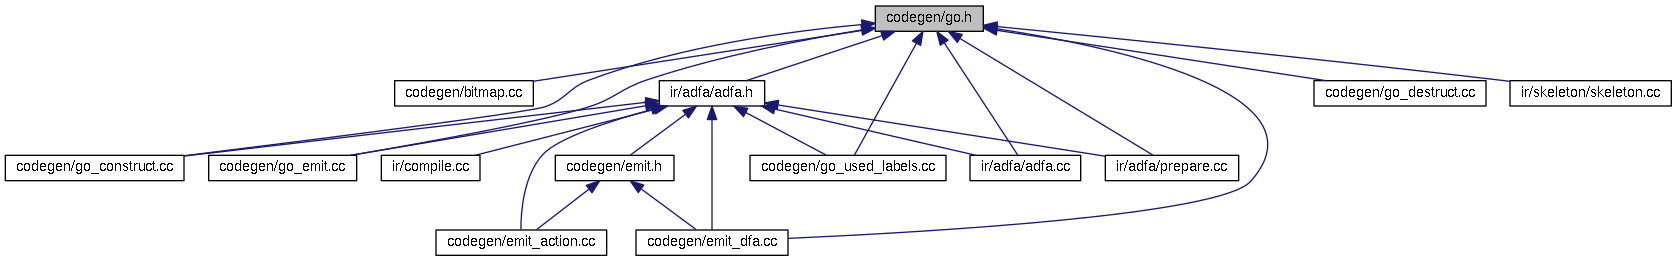 codegen/go.h
codegen/bitmap.cc
ir/adfa/adfa.h
codegen/go_destruct.cc
ir/skeleton/skeleton.cc
codegen/go_construct.cc
codegen/go_emit.cc
ir/compile.cc
codegen/emit.h
codegen/go_used_labels.cc
ir/adfa/adfa.cc
ir/adfa/prepare.cc
codegen/emit_action.cc
codegen/emit_dfa.cc